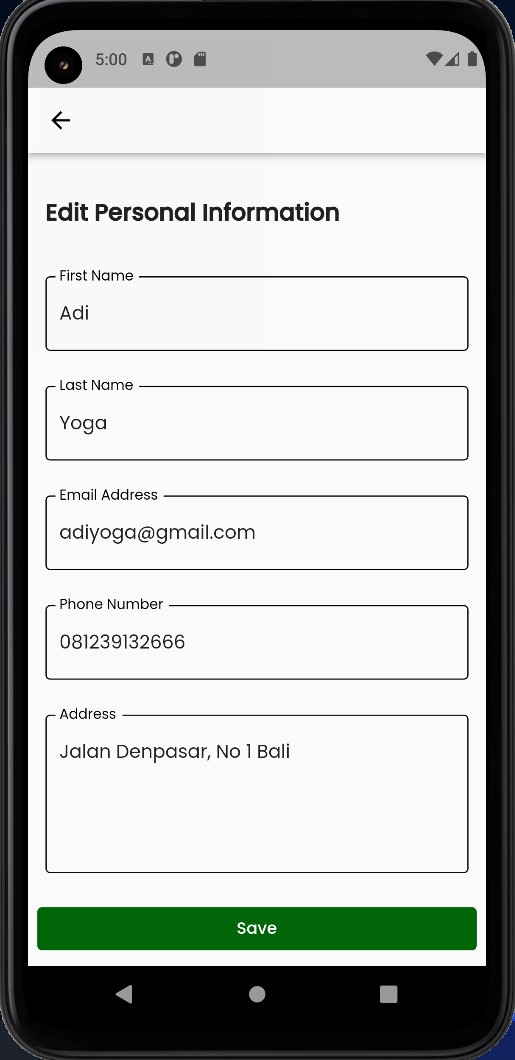 5:00
Edit Personal Information
First Name
Adi
Last Name
Yoga
Email Address
adiyoga@gmail.com
Phone Number
081239132666
Address
Jalan Denpasar, No 1 Bali
Save